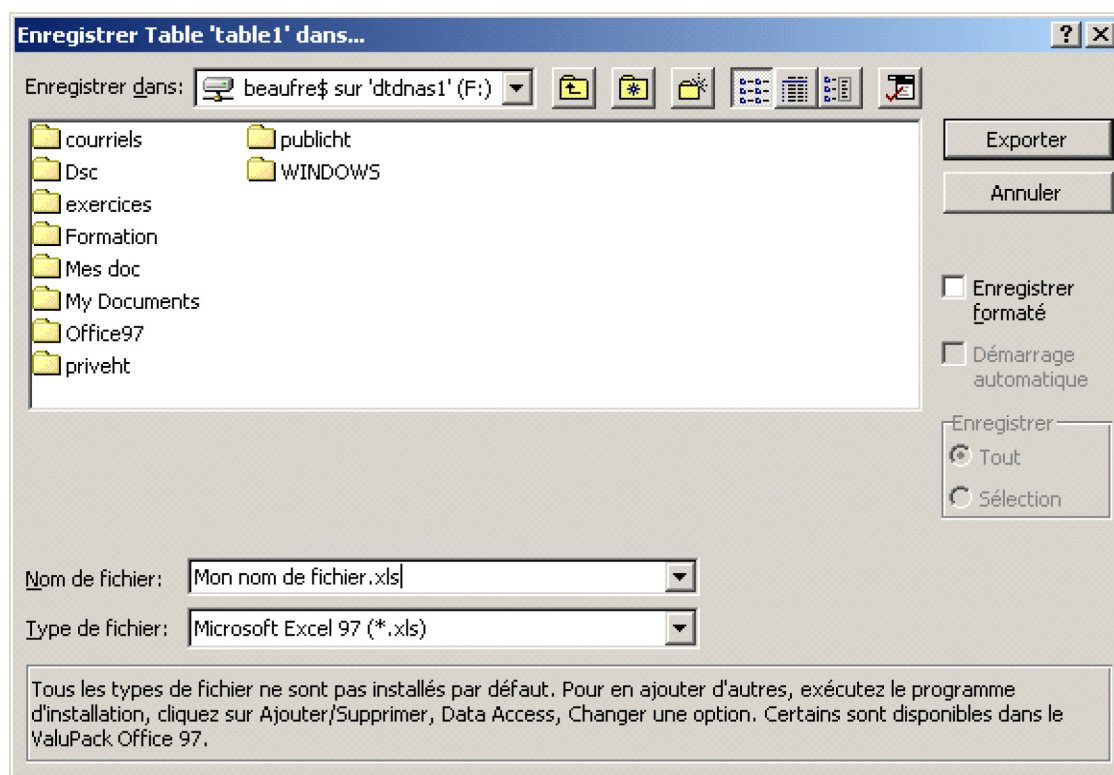 Enregistrer Table 'table1' dans...
Enregistrer dans: beaufre$ sur 'dtdnas1' (F:)
courriels
Dsc
exercices
Formation
Mes doc
My Documents
Office97
priveht
publicht
WINDOWS
Exporter
Annuler
Enregistrer
formaté
Démarrage
automatique
Enregistrer
Tout
Sélection
Nom de fichier: Mon nom de fichier.xls
Type de fichier: Microsoft Excel 97 (*.xls)
Tous les types de fichier ne sont pas installés par défaut. Pour en ajouter d'autres, exécutez le programme
d'installation, cliquez sur Ajouter/Supprimer, Data Access, Changer une option. Certains sont disponibles dans le
ValuPack Office 97.